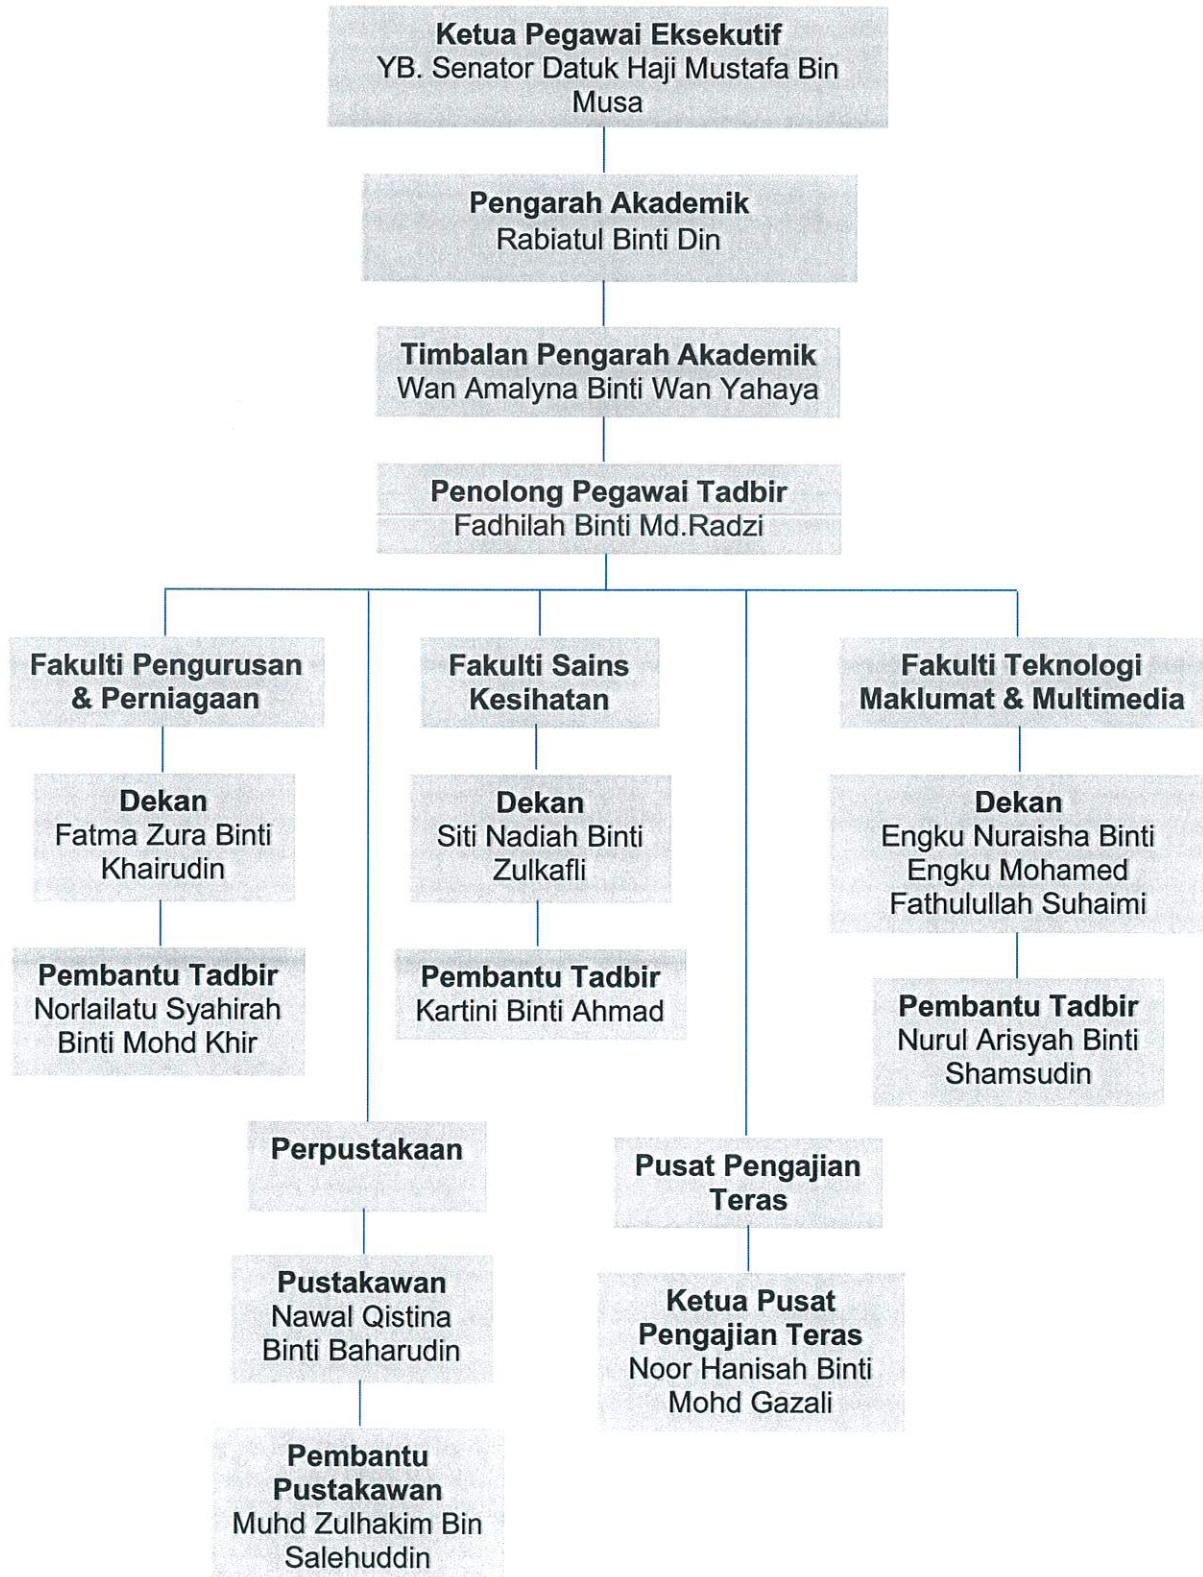 Ketua Pegawai Eksekutif
YB. Senator Datuk Haji Mustafa Bin
Musa
Pengarah Akademik
Rabiatul Binti Din
Timbalan Pengarah Akademik
Wan Amalyna Binti Wan Yahaya
Penolong Pegawai Tadbir
Fadhilah Binti Md.Radzi
Fakulti Pengurusan
& Perniagaan
Dekan
Fatma Zura Binti
Khairudin
Pembantu Tadbir
Norlailatu Syahirah
Binti Mohd Khir
Fakulti Sains
Kesihatan
Dekan
Siti Nadiah Binti
Zulkafli
Pembantu Tadbir
Kartini Binti Ahmad
Fakulti Teknologi
Maklumat & Multimedia
Dekan
Engku Nuraisha Binti
Engku Mohamed
Fathulullah Suhaimi
Pembantu Tadbir
Nurul Arisyah Binti
Shamsudin
Perpustakaan
Pustakawan
Nawal Qistina
Binti Baharudin
Pembantu
Pustakawan
Muhd Zulhakim Bin
Salehuddin
Pusat Pengajian
Teras
Ketua Pusat
Pengajian Teras
Noor Hanisah Binti
Mohd Gazali